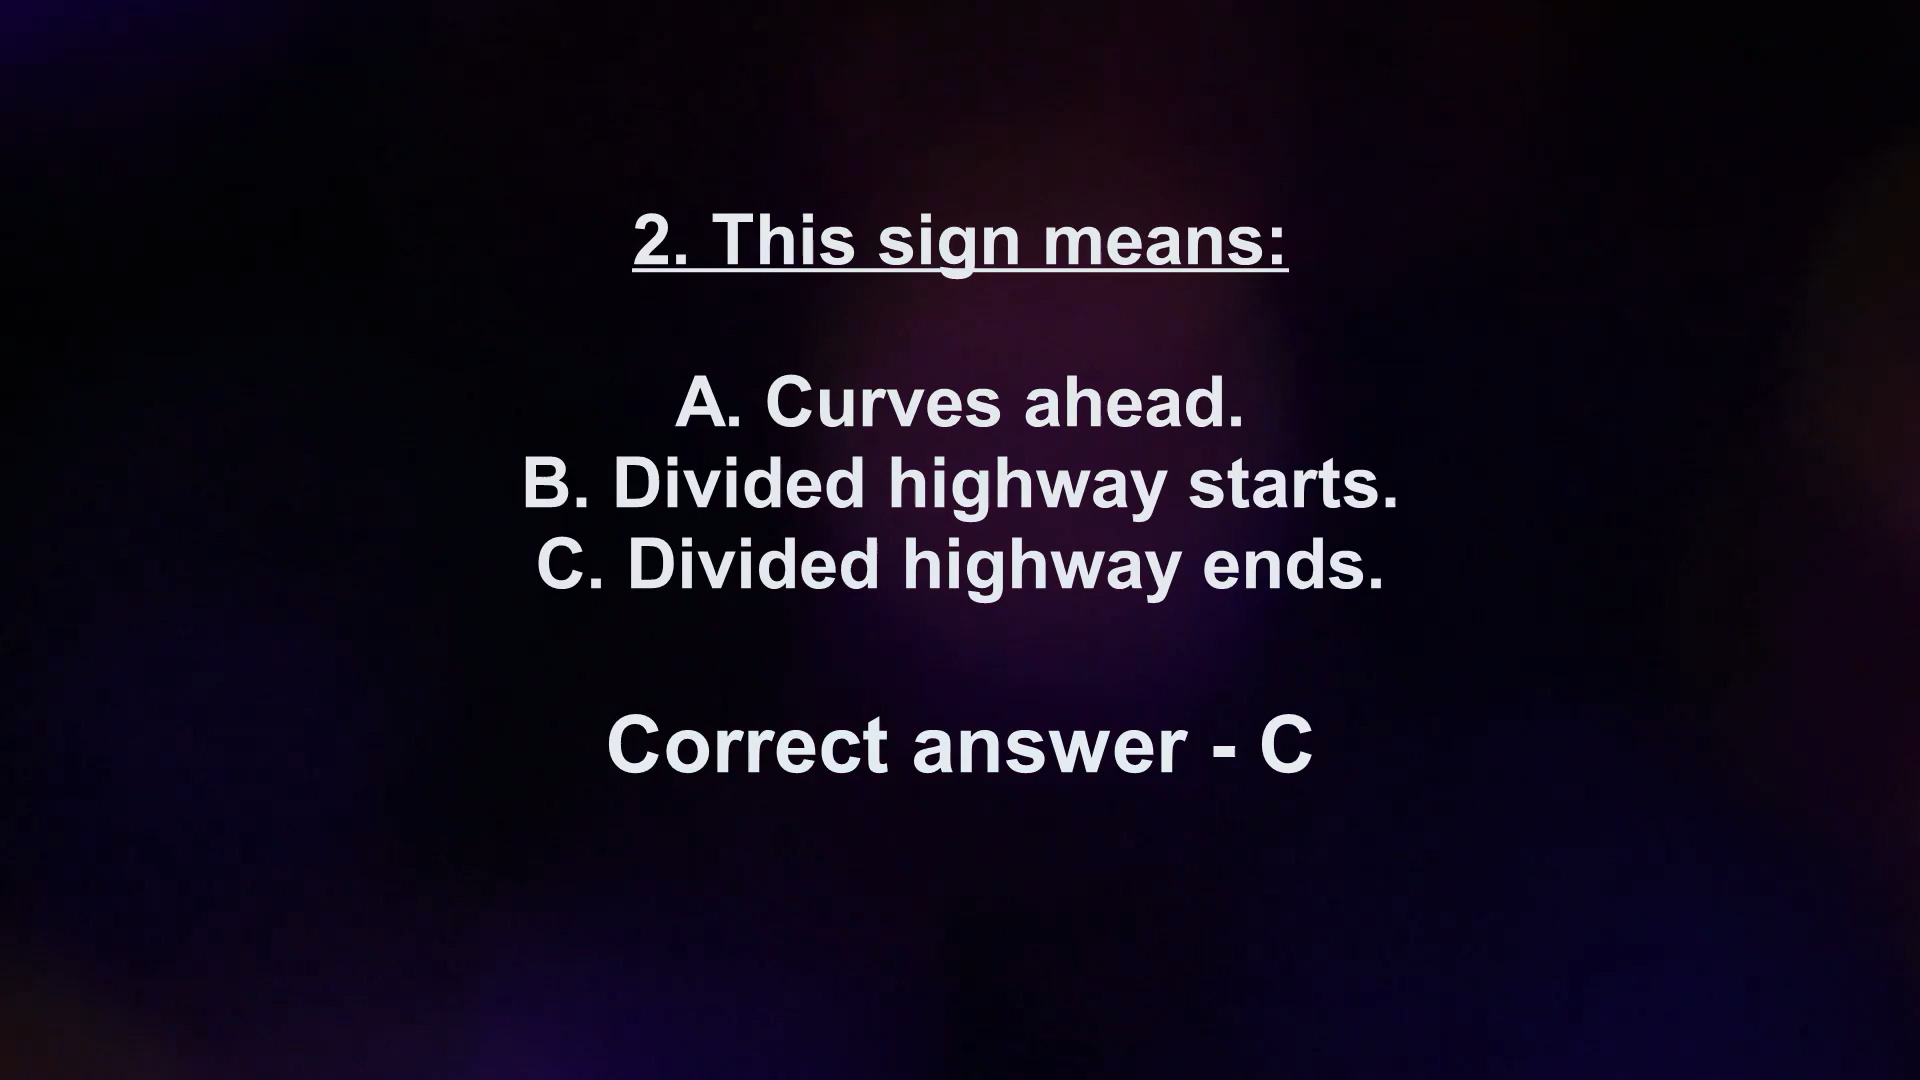 2. This sign means:
A. Curves ahead.
B. Divided highway starts.
C. Divided highway ends.
Correct answer - C